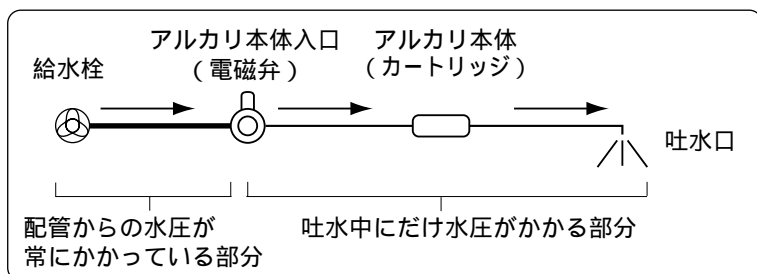 給水栓
アルカリ本体入口
（電磁弁）
アルカリ本体
（カートリッジ）
吐水口
配管からの水圧が
常にかかっている部分
吐水中にだけ水圧がかかる部分